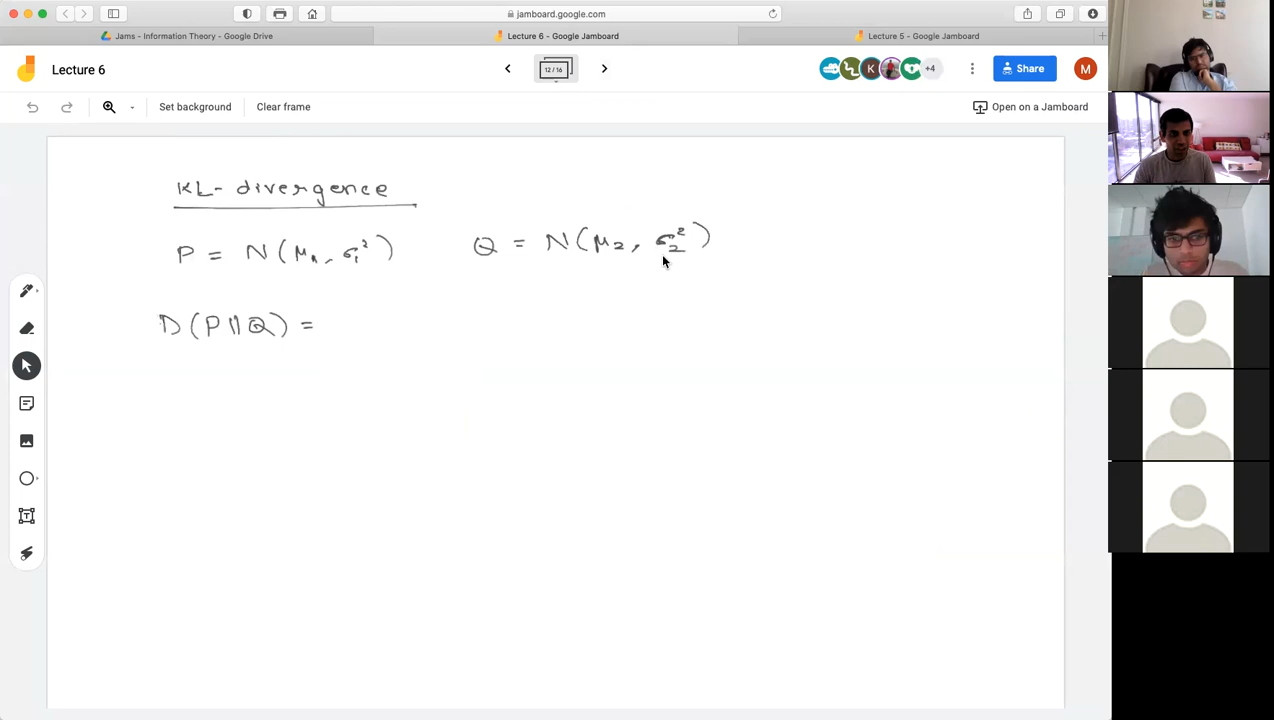 jamboard.google.com
Jams - Information Theory - Google Drive
Lecture 6 - Google Jamboard
Lecture 5 - Google Jamboard
Lecture 6
12 / 16
K
+4
Share
M
Set background
Clear frame
Open on a Jamboard
KL- divergence
P = N(μ₁, σ₁²)
Q = N(μ₂, σ₂²)
D(P||Q) =